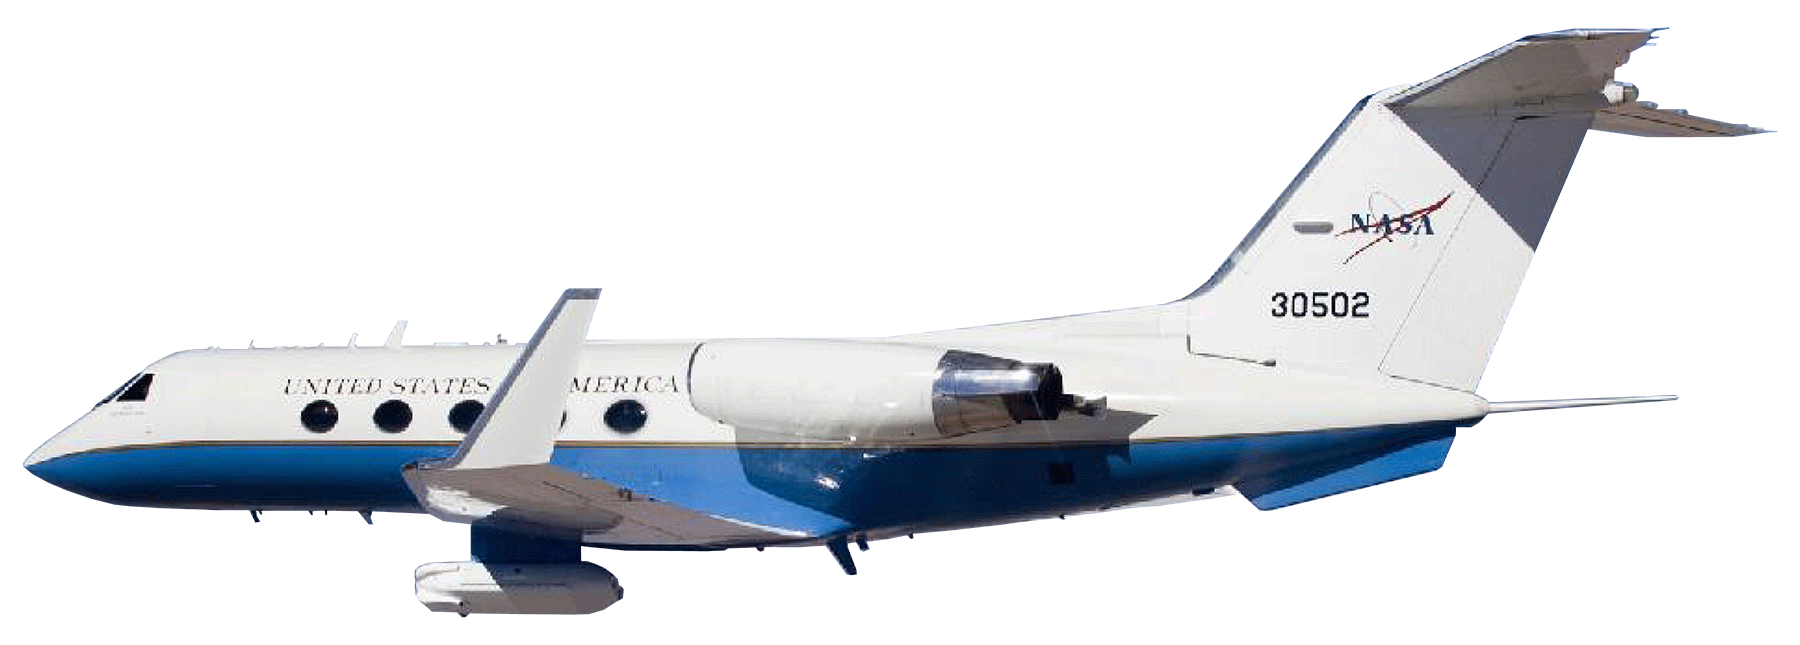 NASA
30502
UNITED STATES MERICA